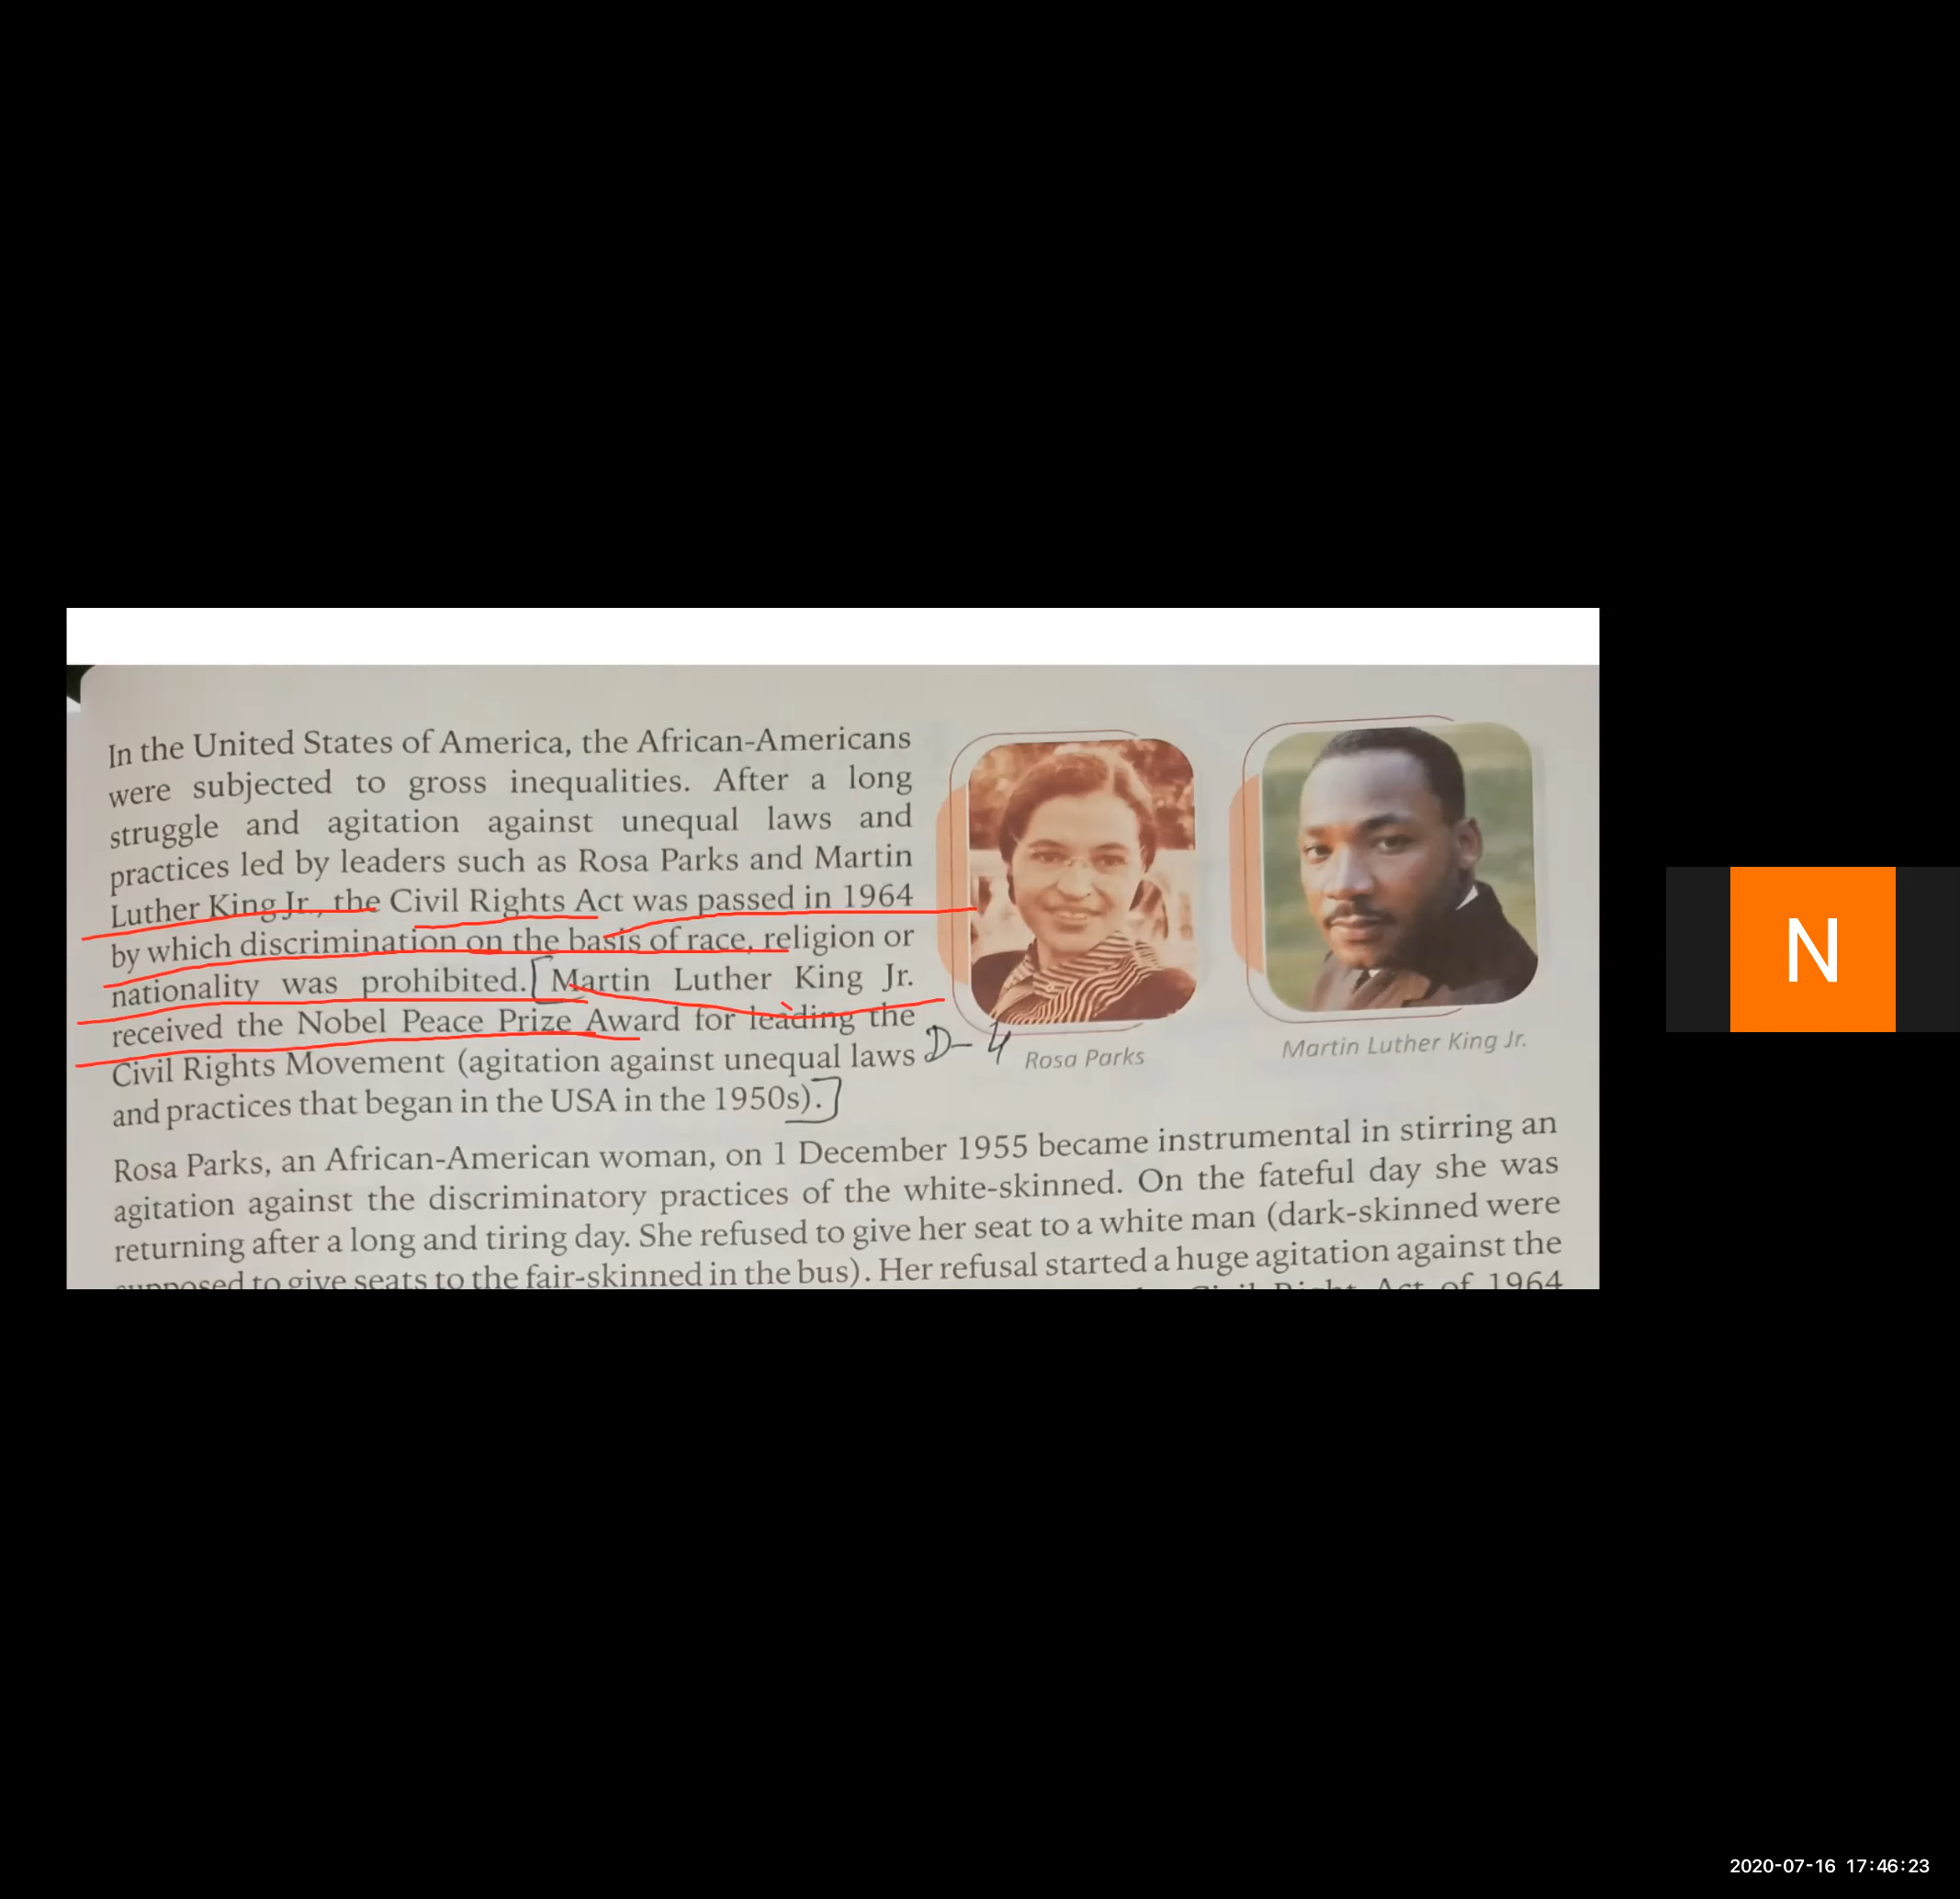 In the United States of America, the African-Americans
were subjected to gross inequalities. After a long
struggle and agitation against unequal laws and
practices led by leaders such as Rosa Parks and Martin
Luther King Jr., the Civil Rights Act was passed in 1964
by which discrimination on the basis of race, religion or
nationality was prohibited. [Martin Luther King Jr.
received the Nobel Peace Prize Award for leading the
Civil Rights Movement (agitation against unequal laws
and practices that began in the USA in the 1950s).]
D-4
Rosa Parks
Martin Luther King Jr.
Rosa Parks, an African-American woman, on 1 December 1955 became instrumental in stirring an
agitation against the discriminatory practices of the white-skinned. On the fateful day she was
returning after a long and tiring day. She refused to give her seat to a white man (dark-skinned were
supposed to give seats to the fair-skinned in the bus). Her refusal started a huge agitation against the
Civil Right Act of 1964
N
2020-07-16 17:46:23